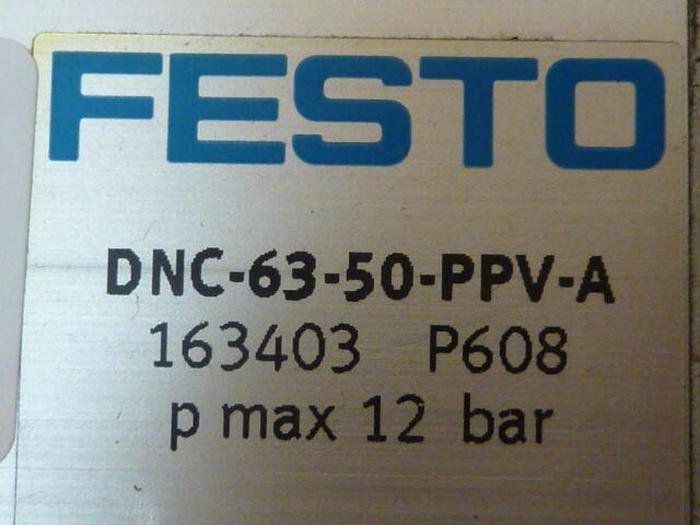 FESTO
DNC-63-50-PPV-A
163403 P608
p max 12 bar